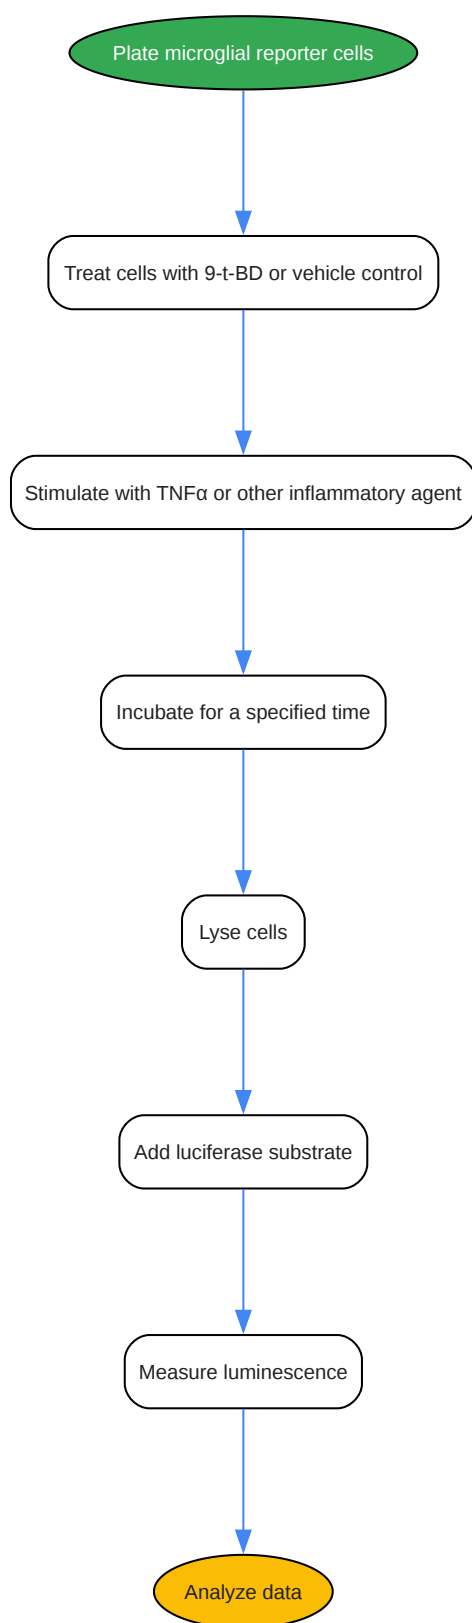 Plate microglial reporter cells
Treat cells with 9-t-BD or vehicle control
Stimulate with TNFα or other inflammatory agent
Incubate for a specified time
Lyse cells
Add luciferase substrate
Measure luminescence
Analyze data